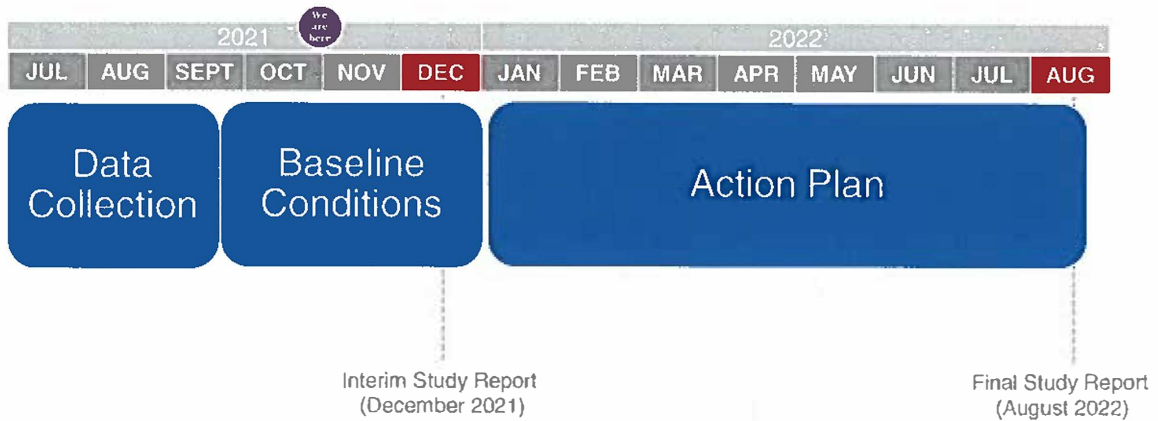 We
are
here
2021 2022
JUL AUG SEPT OCT NOV DEC JAN FEB MAR APR MAY JUN JUL AUG
Data
Collection
Baseline
Conditions
Action Plan
Interim Study Report
(December 2021)
Final Study Report
(August 2022)